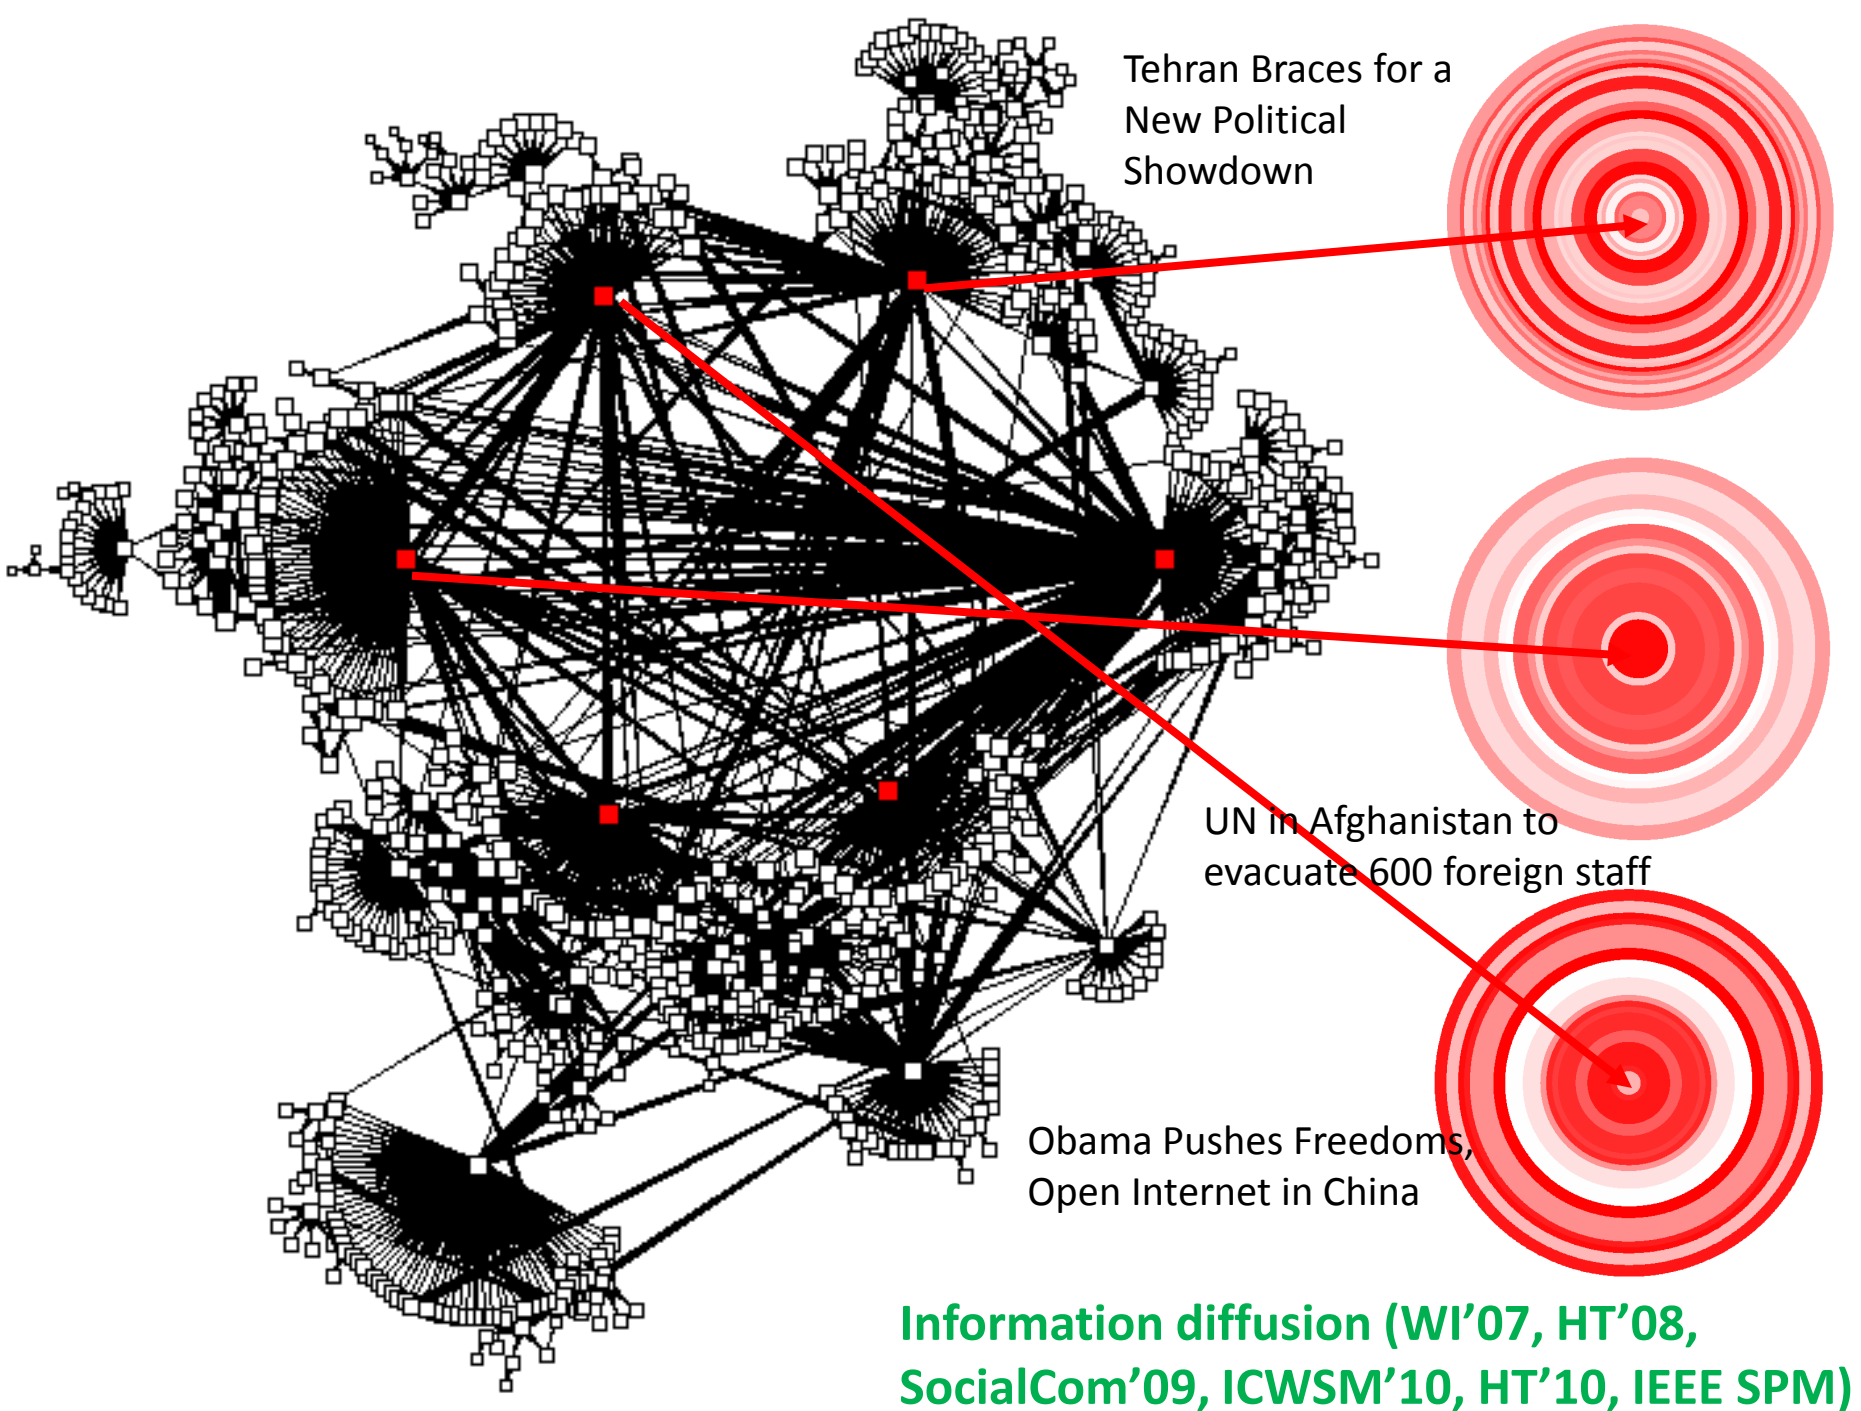 Tehran Braces for a
New Political
Showdown
UN in Afghanistan to
evacuate 600 foreign staff
Obama Pushes Freedoms,
Open Internet in China
Information diffusion (WI’07, HT’08,
SocialCom’09, ICWSM’10, HT’10, IEEE SPM)